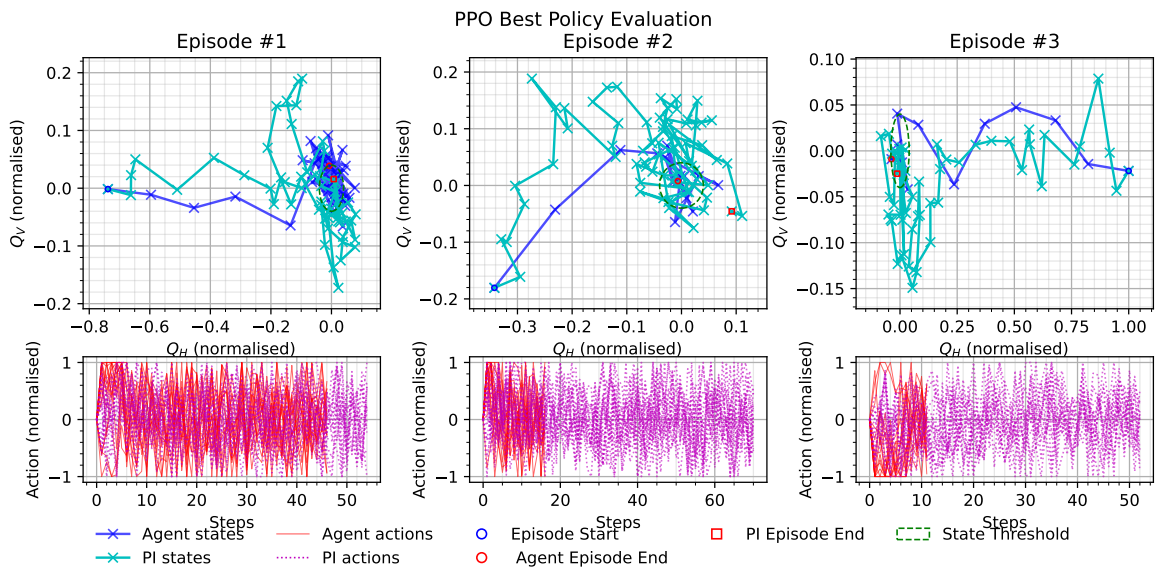 PPO Best Policy Evaluation
Episode #1
Episode #2
Episode #3
Q_V (normalised)
0.2
0.1
0.0
−0.1
−0.2
−0.8
−0.6
−0.4
−0.2
0.0
Q_H (normalised)
Q_V (normalised)
0.2
0.1
0.0
−0.1
−0.2
−0.3
−0.2
−0.1
0.0
0.1
Q_H (normalised)
Q_V (normalised)
0.10
0.05
0.00
−0.05
−0.10
−0.15
0.00
0.25
0.50
0.75
1.00
Q_H (normalised)
Action (normalised)
1
0
−1
0
10
20
30
40
50
Steps
Action (normalised)
1
0
−1
0
20
40
60
Steps
Action (normalised)
1
0
−1
0
10
20
30
40
50
Steps
Agent states
PI states
Agent actions
PI actions
Episode Start
Agent Episode End
PI Episode End
State Threshold